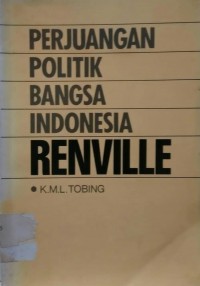 PERJUANGAN
POLITIK
BANGSA
INDONESIA
RENVILLE
● K.M.L. TOBING